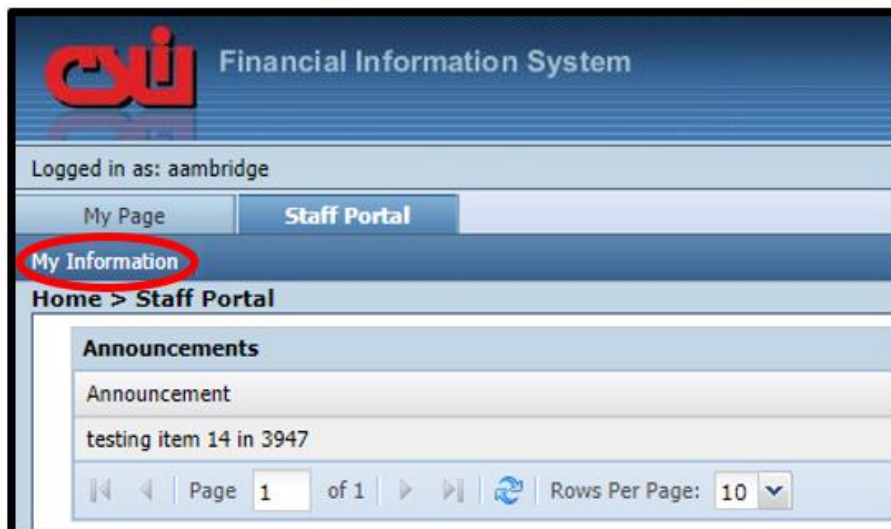 Financial Information System
Logged in as: aambridge
My Page Staff Portal
My Information
Home > Staff Portal
Announcements
Announcement
testing item 14 in 3947
Page 1 of 1 Rows Per Page: 10